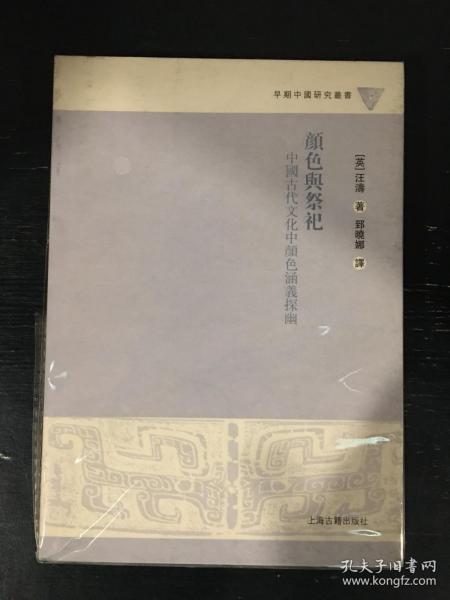 早期中國研究叢書
顏色與祭祀
中國古代文化中顏色涵義探幽
[英]汪濤 著 郅曉娜 譯
上海古籍出版社
孔夫子旧书网
www.kongfz.com